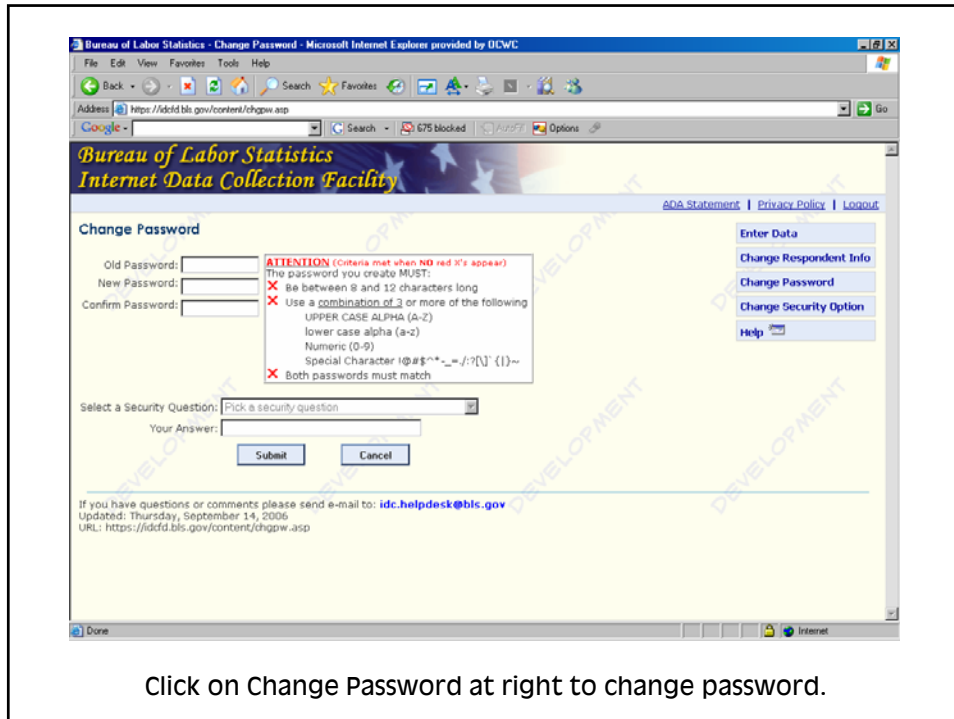 Bureau of Labor Statistics - Change Password - Microsoft Internet Explorer provided by OCWC
File Edit View Favorites Tools Help
Back Search Favorites
Address https://idcfd.bls.gov/content/chgpw.asp Go
Google - Search 675 blocked AutoFill Options
Bureau of Labor Statistics
Internet Data Collection Facility
ADA Statement | Privacy Policy | Logout
Change Password
Old Password:
New Password:
Confirm Password:
ATTENTION (Criteria met when NO red X's appear)
The password you create MUST:
X Be between 8 and 12 characters long
X Use a combination of 3 or more of the following
UPPER CASE ALPHA (A-Z)
lower case alpha (a-z)
Numeric (0-9)
Special Character !@#$^*-_=./:?[\]`{|}~
X Both passwords must match
Enter Data
Change Respondent Info
Change Password
Change Security Option
Help
Select a Security Question: Pick a security question
Your Answer:
Submit Cancel
If you have questions or comments please send e-mail to: idc.helpdesk@bls.gov
Updated: Thursday, September 14, 2006
URL: https://idcfd.bls.gov/content/chgpw.asp
DEVELOPMENT
Done Internet
Click on Change Password at right to change password.